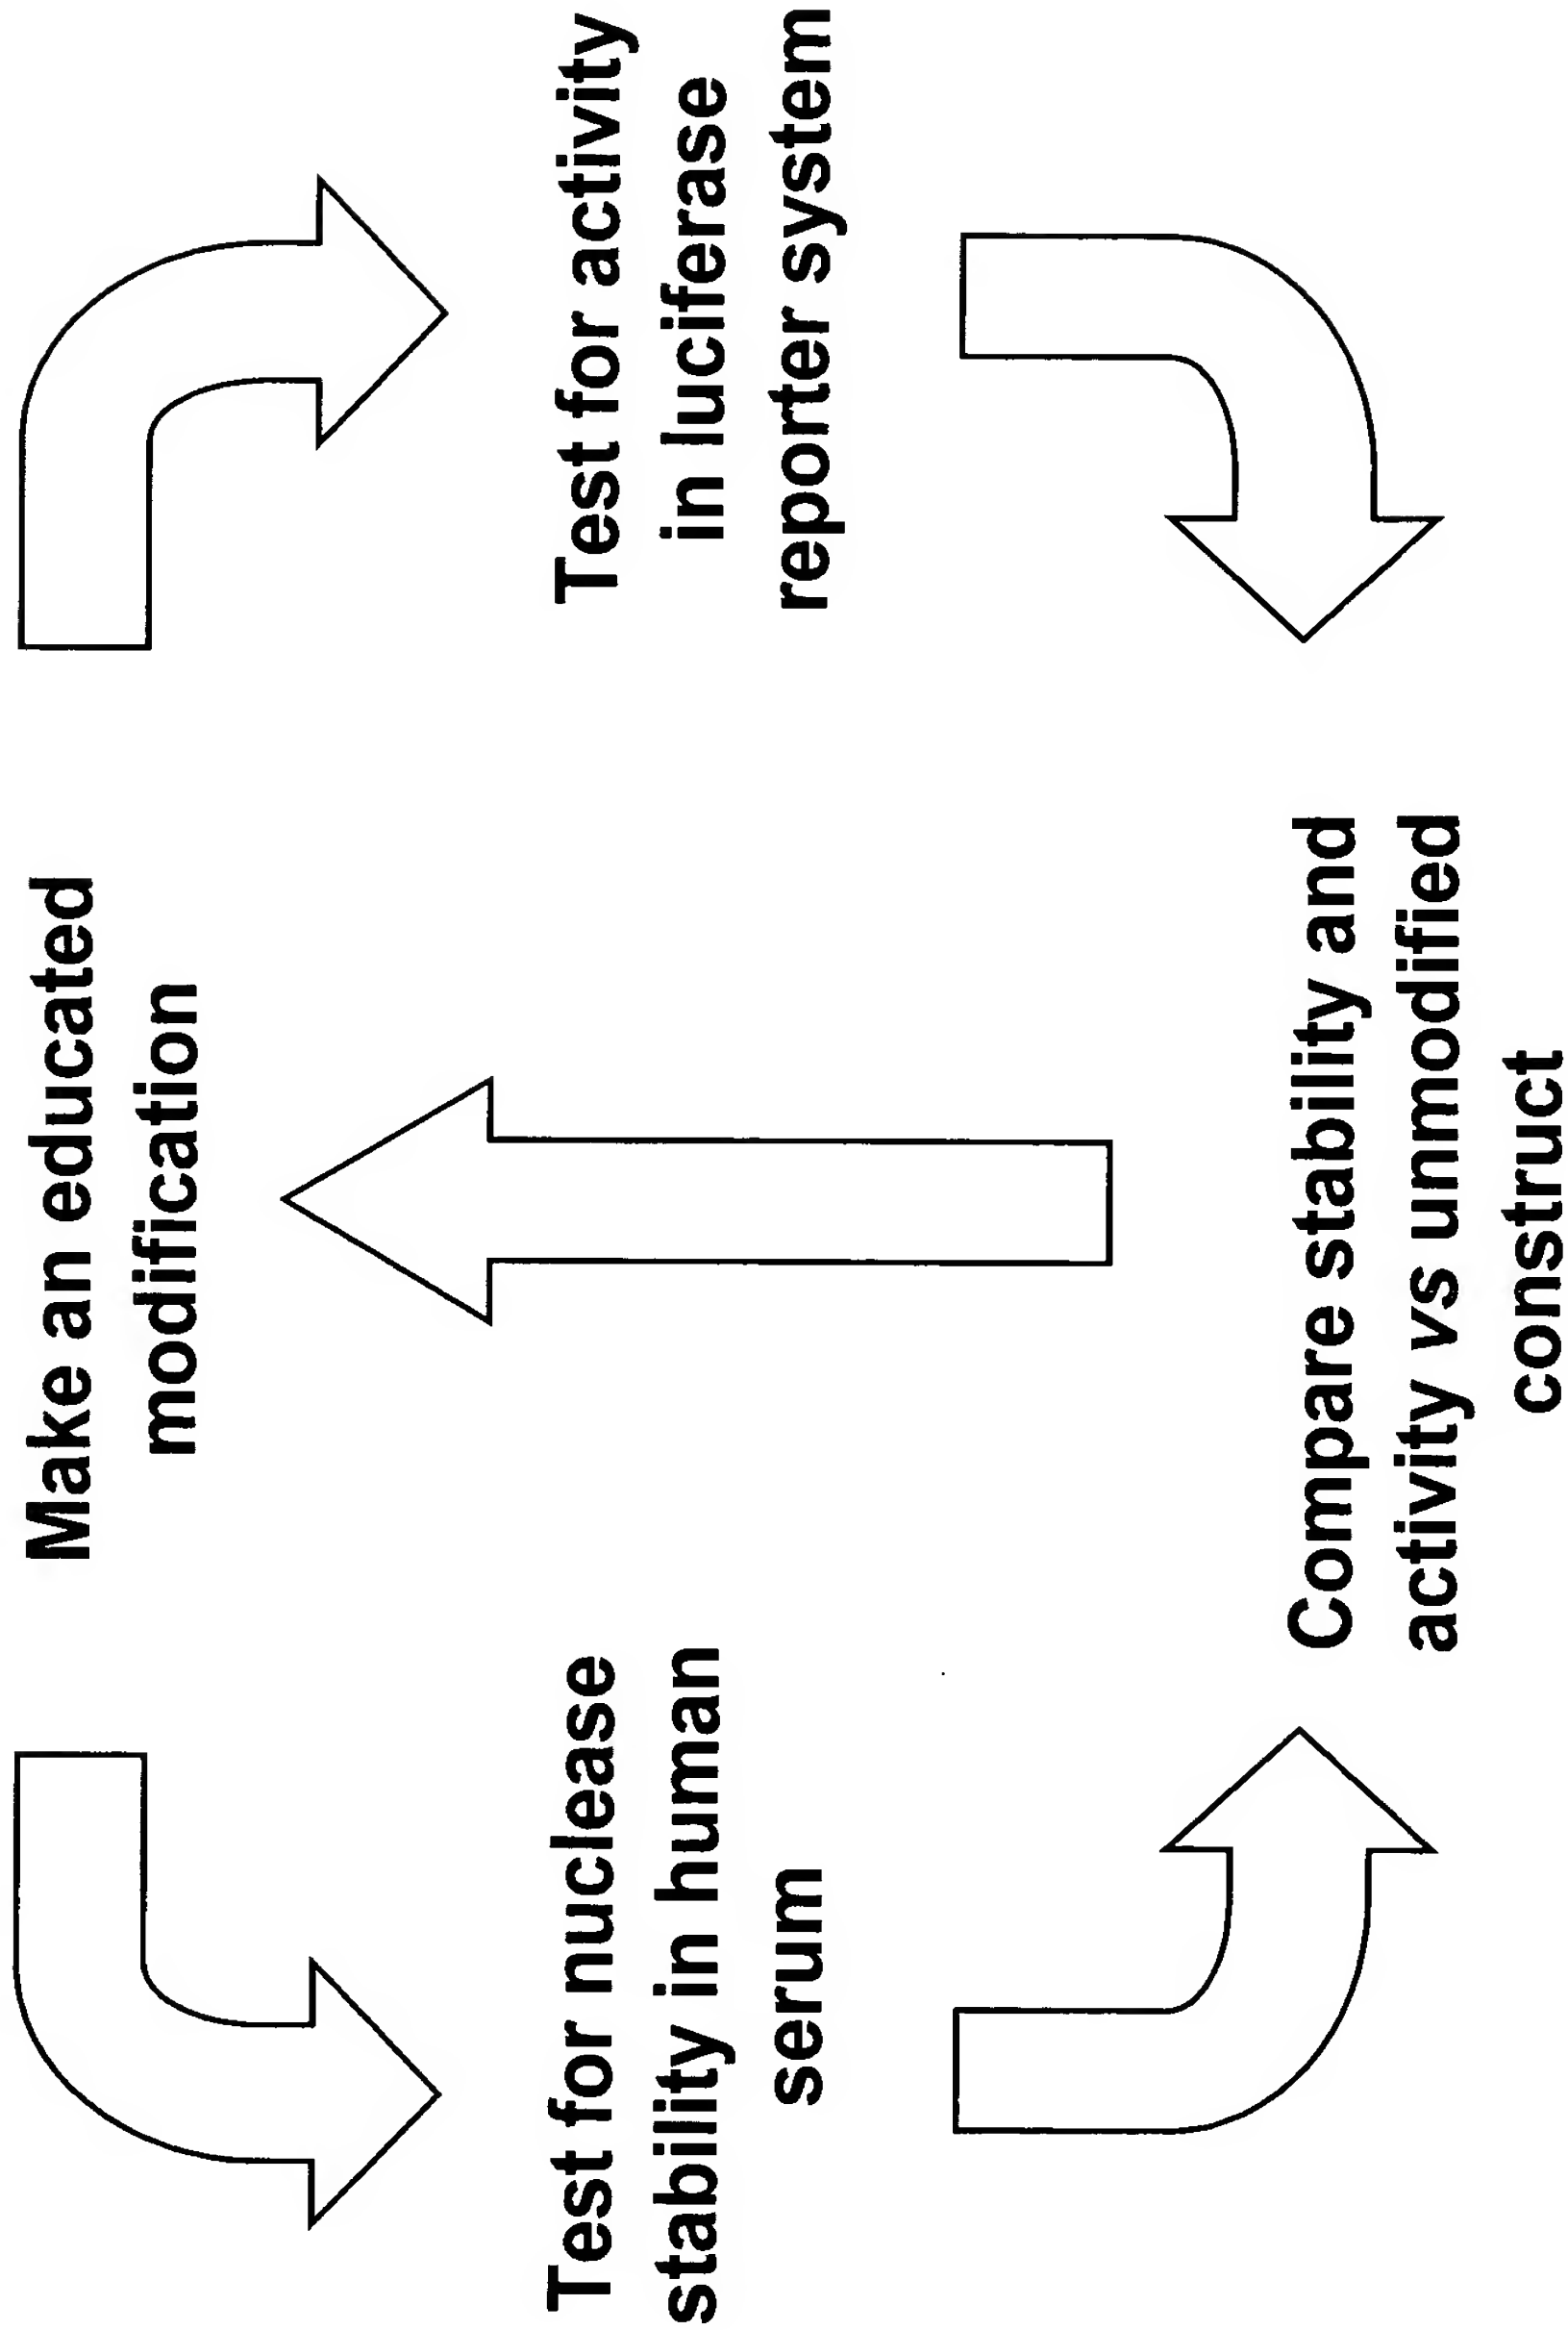 Make an educated
modification
Test for nuclease
stability in human
serum
Test for activity
in luciferase
reporter system
Compare stability and
activity vs unmodified
construct